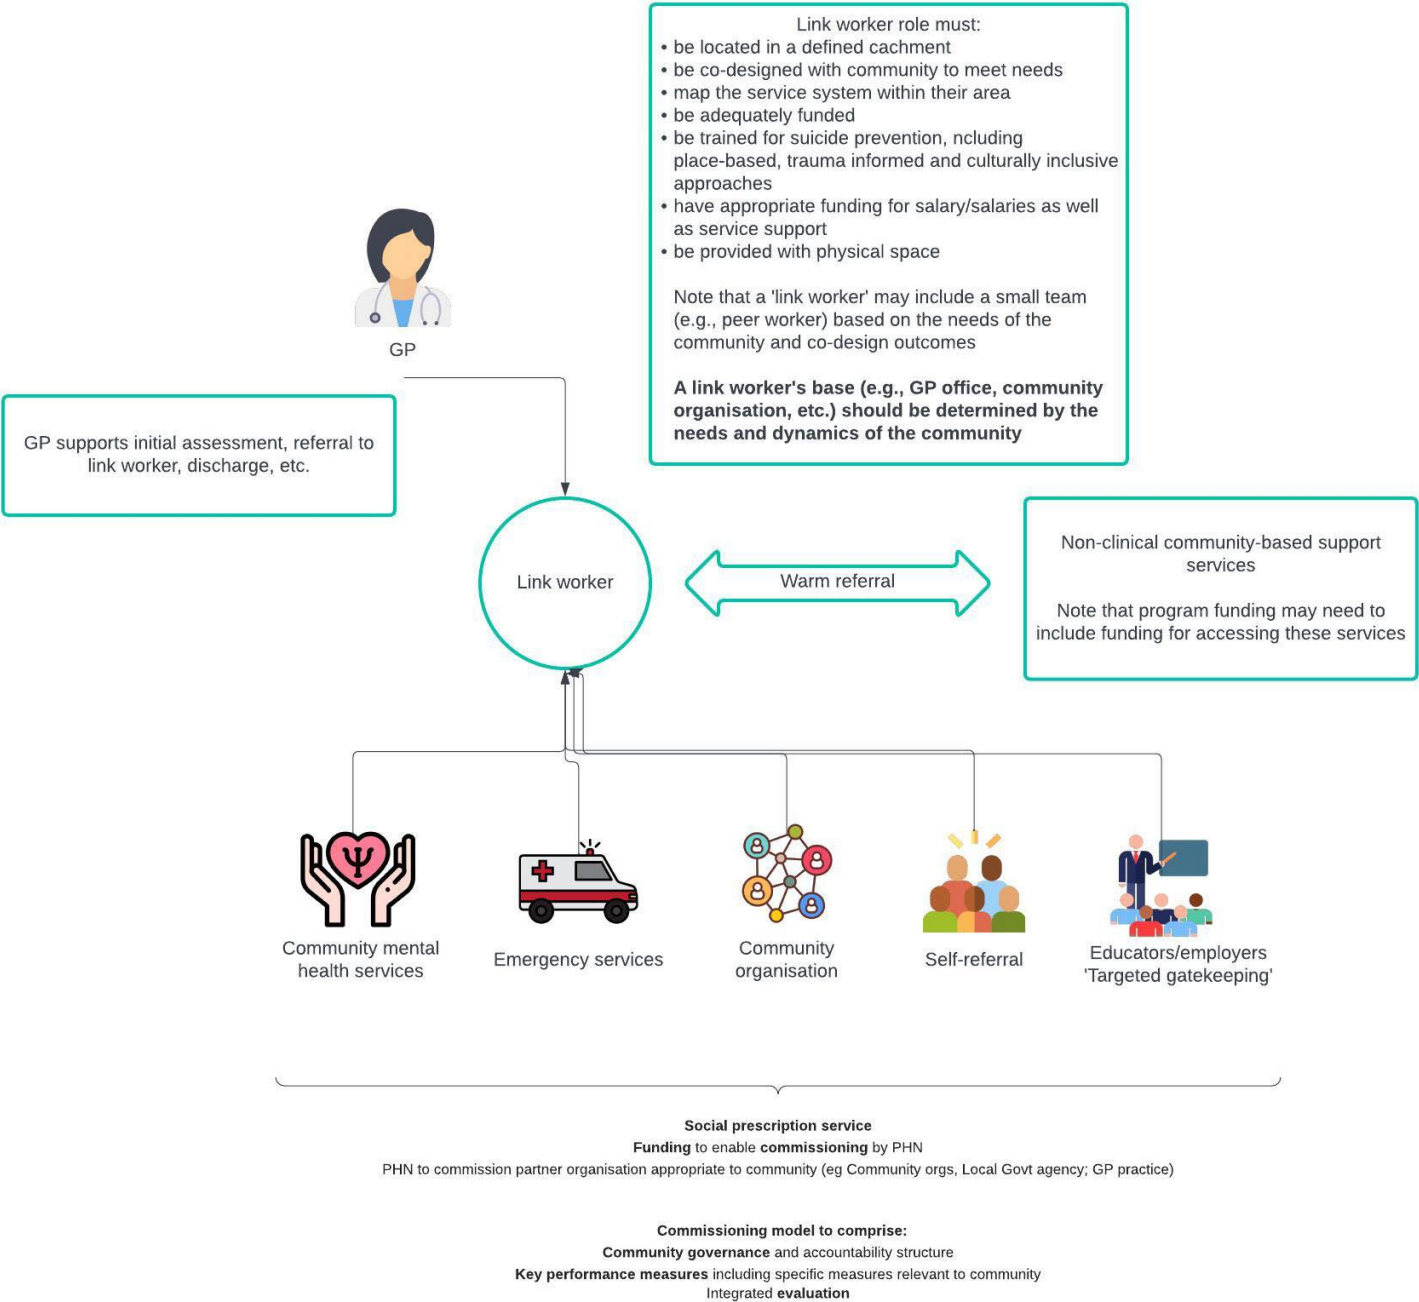 Link worker role must:
• be located in a defined cachment
• be co-designed with community to meet needs
• map the service system within their area
• be adequately funded
• be trained for suicide prevention, ncluding
place-based, trauma informed and culturally inclusive
approaches
• have appropriate funding for salary/salaries as well
as service support
• be provided with physical space
Note that a 'link worker' may include a small team
(e.g., peer worker) based on the needs of the
community and co-design outcomes
A link worker's base (e.g., GP office, community
organisation, etc.) should be determined by the
needs and dynamics of the community
GP
GP supports initial assessment, referral to
link worker, discharge, etc.
Link worker
Warm referral
Non-clinical community-based support
services
Note that program funding may need to
include funding for accessing these services
Community mental
health services
Emergency services
Community
organisation
Self-referral
Educators/employers
'Targeted gatekeeping'
Social prescription service
Funding to enable commissioning by PHN
PHN to commission partner organisation appropriate to community (eg Community orgs, Local Govt agency; GP practice)
Commissioning model to comprise:
Community governance and accountability structure
Key performance measures including specific measures relevant to community
Integrated evaluation